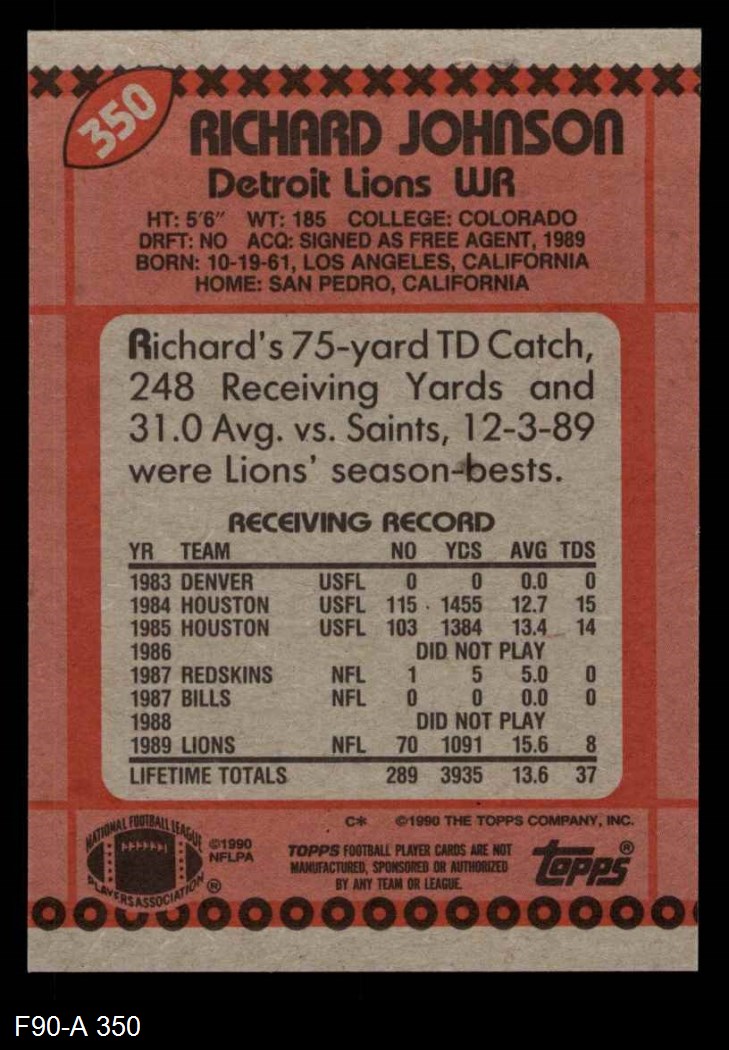 350
RICHARD JOHNSON
Detroit Lions WR
HT: 5'6" WT: 185 COLLEGE: COLORADO
DRFT: NO ACQ: SIGNED AS FREE AGENT, 1989
BORN: 10-19-61, LOS ANGELES, CALIFORNIA
HOME: SAN PEDRO, CALIFORNIA
Richard's 75-yard TD Catch,
248 Receiving Yards and
31.0 Avg. vs. Saints, 12-3-89
were Lions' season-bests.
RECEIVING RECORD
YR TEAM NO YDS AVG TDS
1983 DENVER USFL 0 0 0.0 0
1984 HOUSTON USFL 115 1455 12.7 15
1985 HOUSTON USFL 103 1384 13.4 14
1986 DID NOT PLAY
1987 REDSKINS NFL 1 5 5.0 0
1987 BILLS NFL 0 0 0.0 0
1988 DID NOT PLAY
1989 LIONS NFL 70 1091 15.6 8
LIFETIME TOTALS 289 3935 13.6 37
C* ©1990 THE TOPPS COMPANY, INC.
NATIONAL FOOTBALL LEAGUE
PLAYERS ASSOCIATION ®
©1990
NFLPA
TOPPS FOOTBALL PLAYER CARDS ARE NOT
MANUFACTURED, SPONSORED OR AUTHORIZED
BY ANY TEAM OR LEAGUE.
topps®
F90-A 350